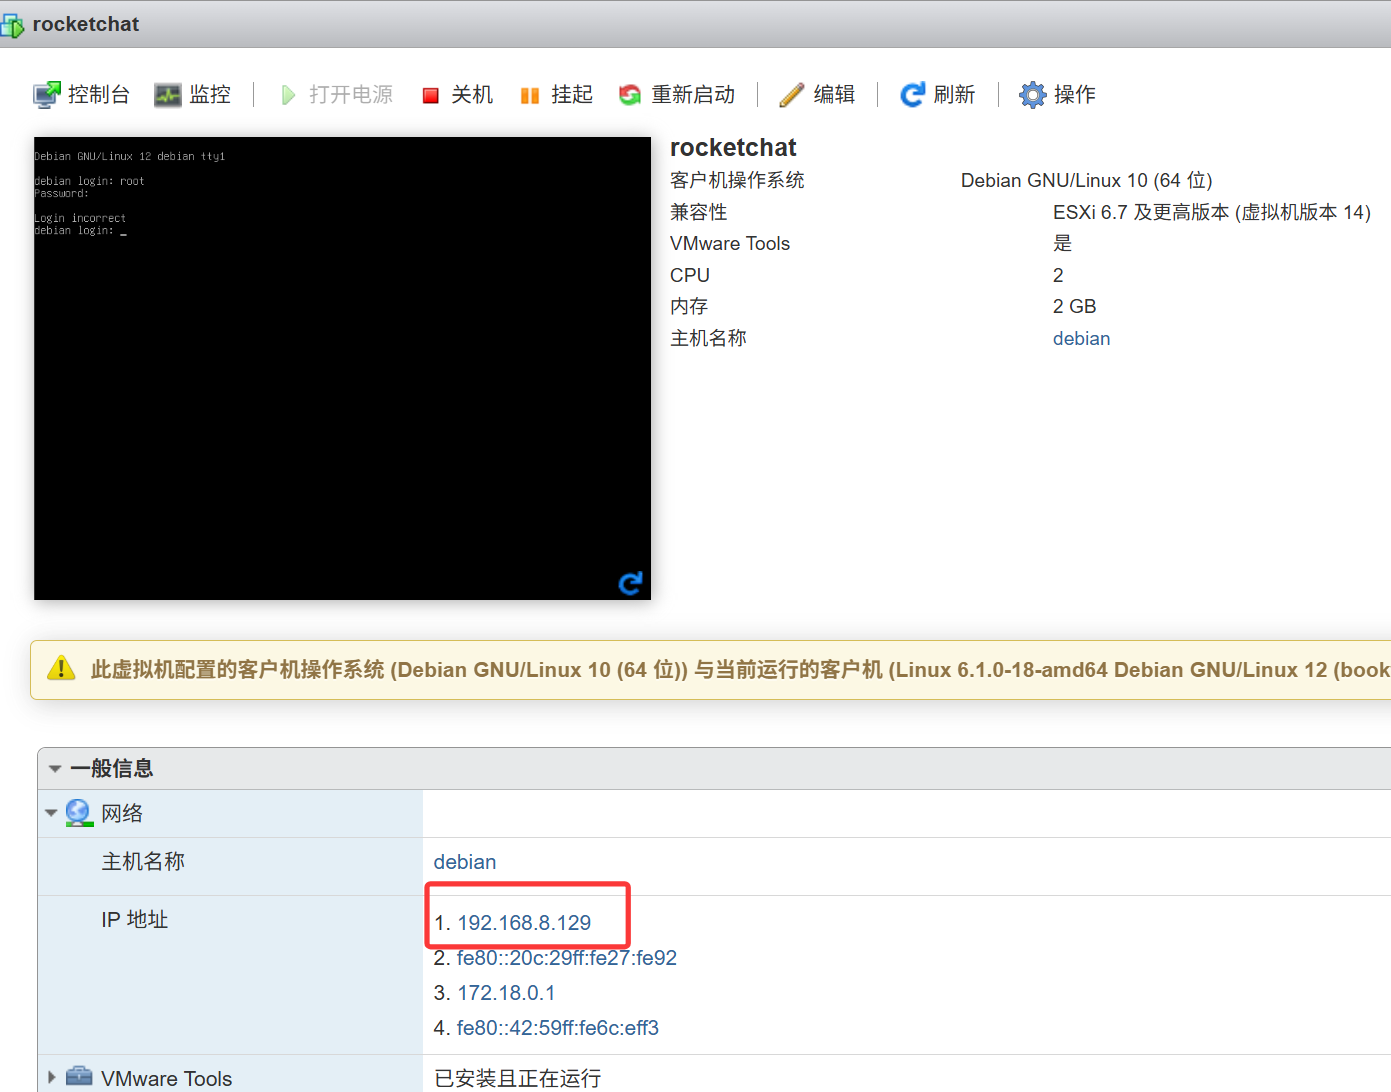 rocketchat
控制台 监控 打开电源 关机 挂起 重新启动 编辑 刷新 操作
Debian GNU/Linux 12 debian tty1
debian login: root
Password:
Login incorrect
debian login: _
rocketchat
客户机操作系统 Debian GNU/Linux 10 (64 位)
兼容性 ESXi 6.7 及更高版本 (虚拟机版本 14)
VMware Tools 是
CPU 2
内存 2 GB
主机名称 debian
此虚拟机配置的客户机操作系统 (Debian GNU/Linux 10 (64 位)) 与当前运行的客户机 (Linux 6.1.0-18-amd64 Debian GNU/Linux 12 (book
一般信息
网络
主机名称 debian
IP 地址 1. 192.168.8.129
2. fe80::20c:29ff:fe27:fe92
3. 172.18.0.1
4. fe80::42:59ff:fe6c:eff3
VMware Tools 已安装且正在运行